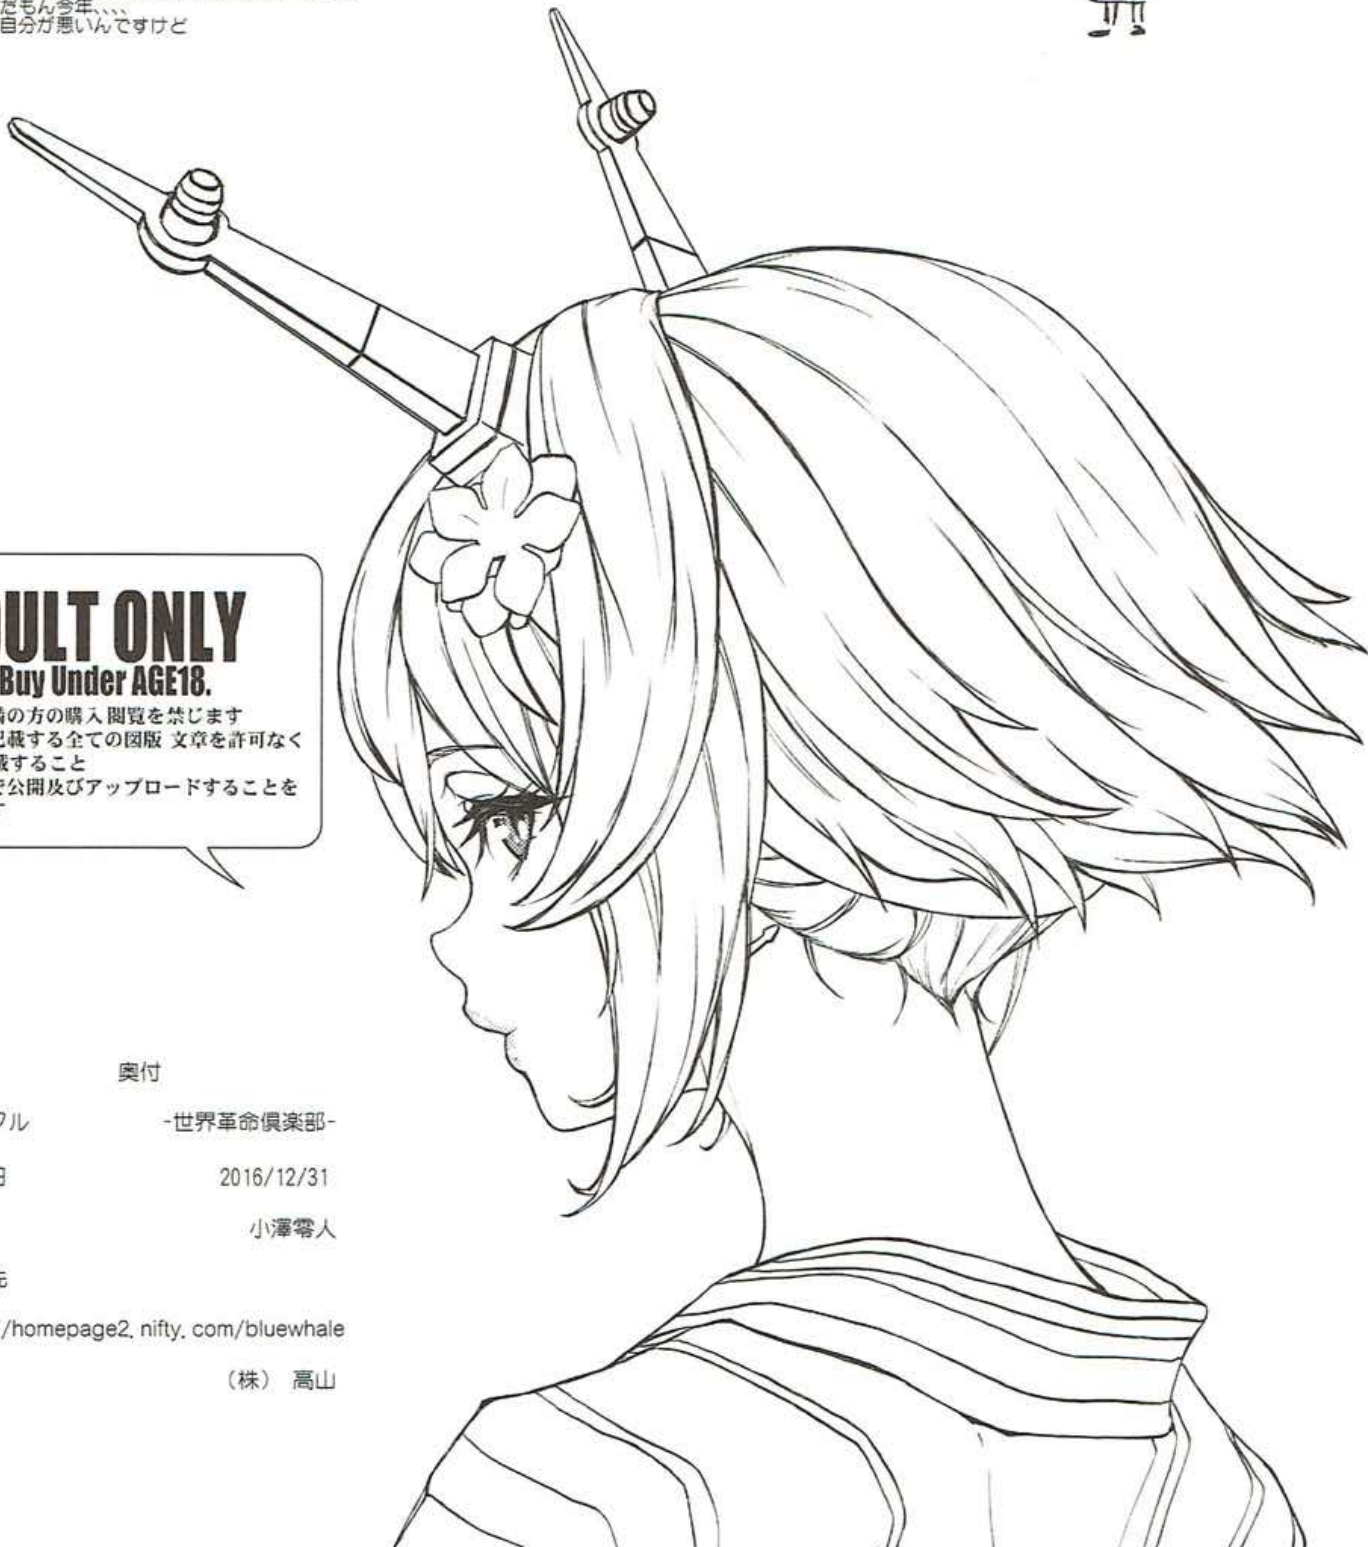 だもん今年、、、、
自分が悪いんですけど
ULT ONLY
Buy Under AGE18.
の方の購入閲覧を禁じます
載する全ての図版 文章を許可なく
載すること
公開及びアップロードすることを
奥付
ル -世界革命倶楽部-
2016/12/31
小澤零人
先
/homepage2, nifty, com/bluewhale
（株） 高山